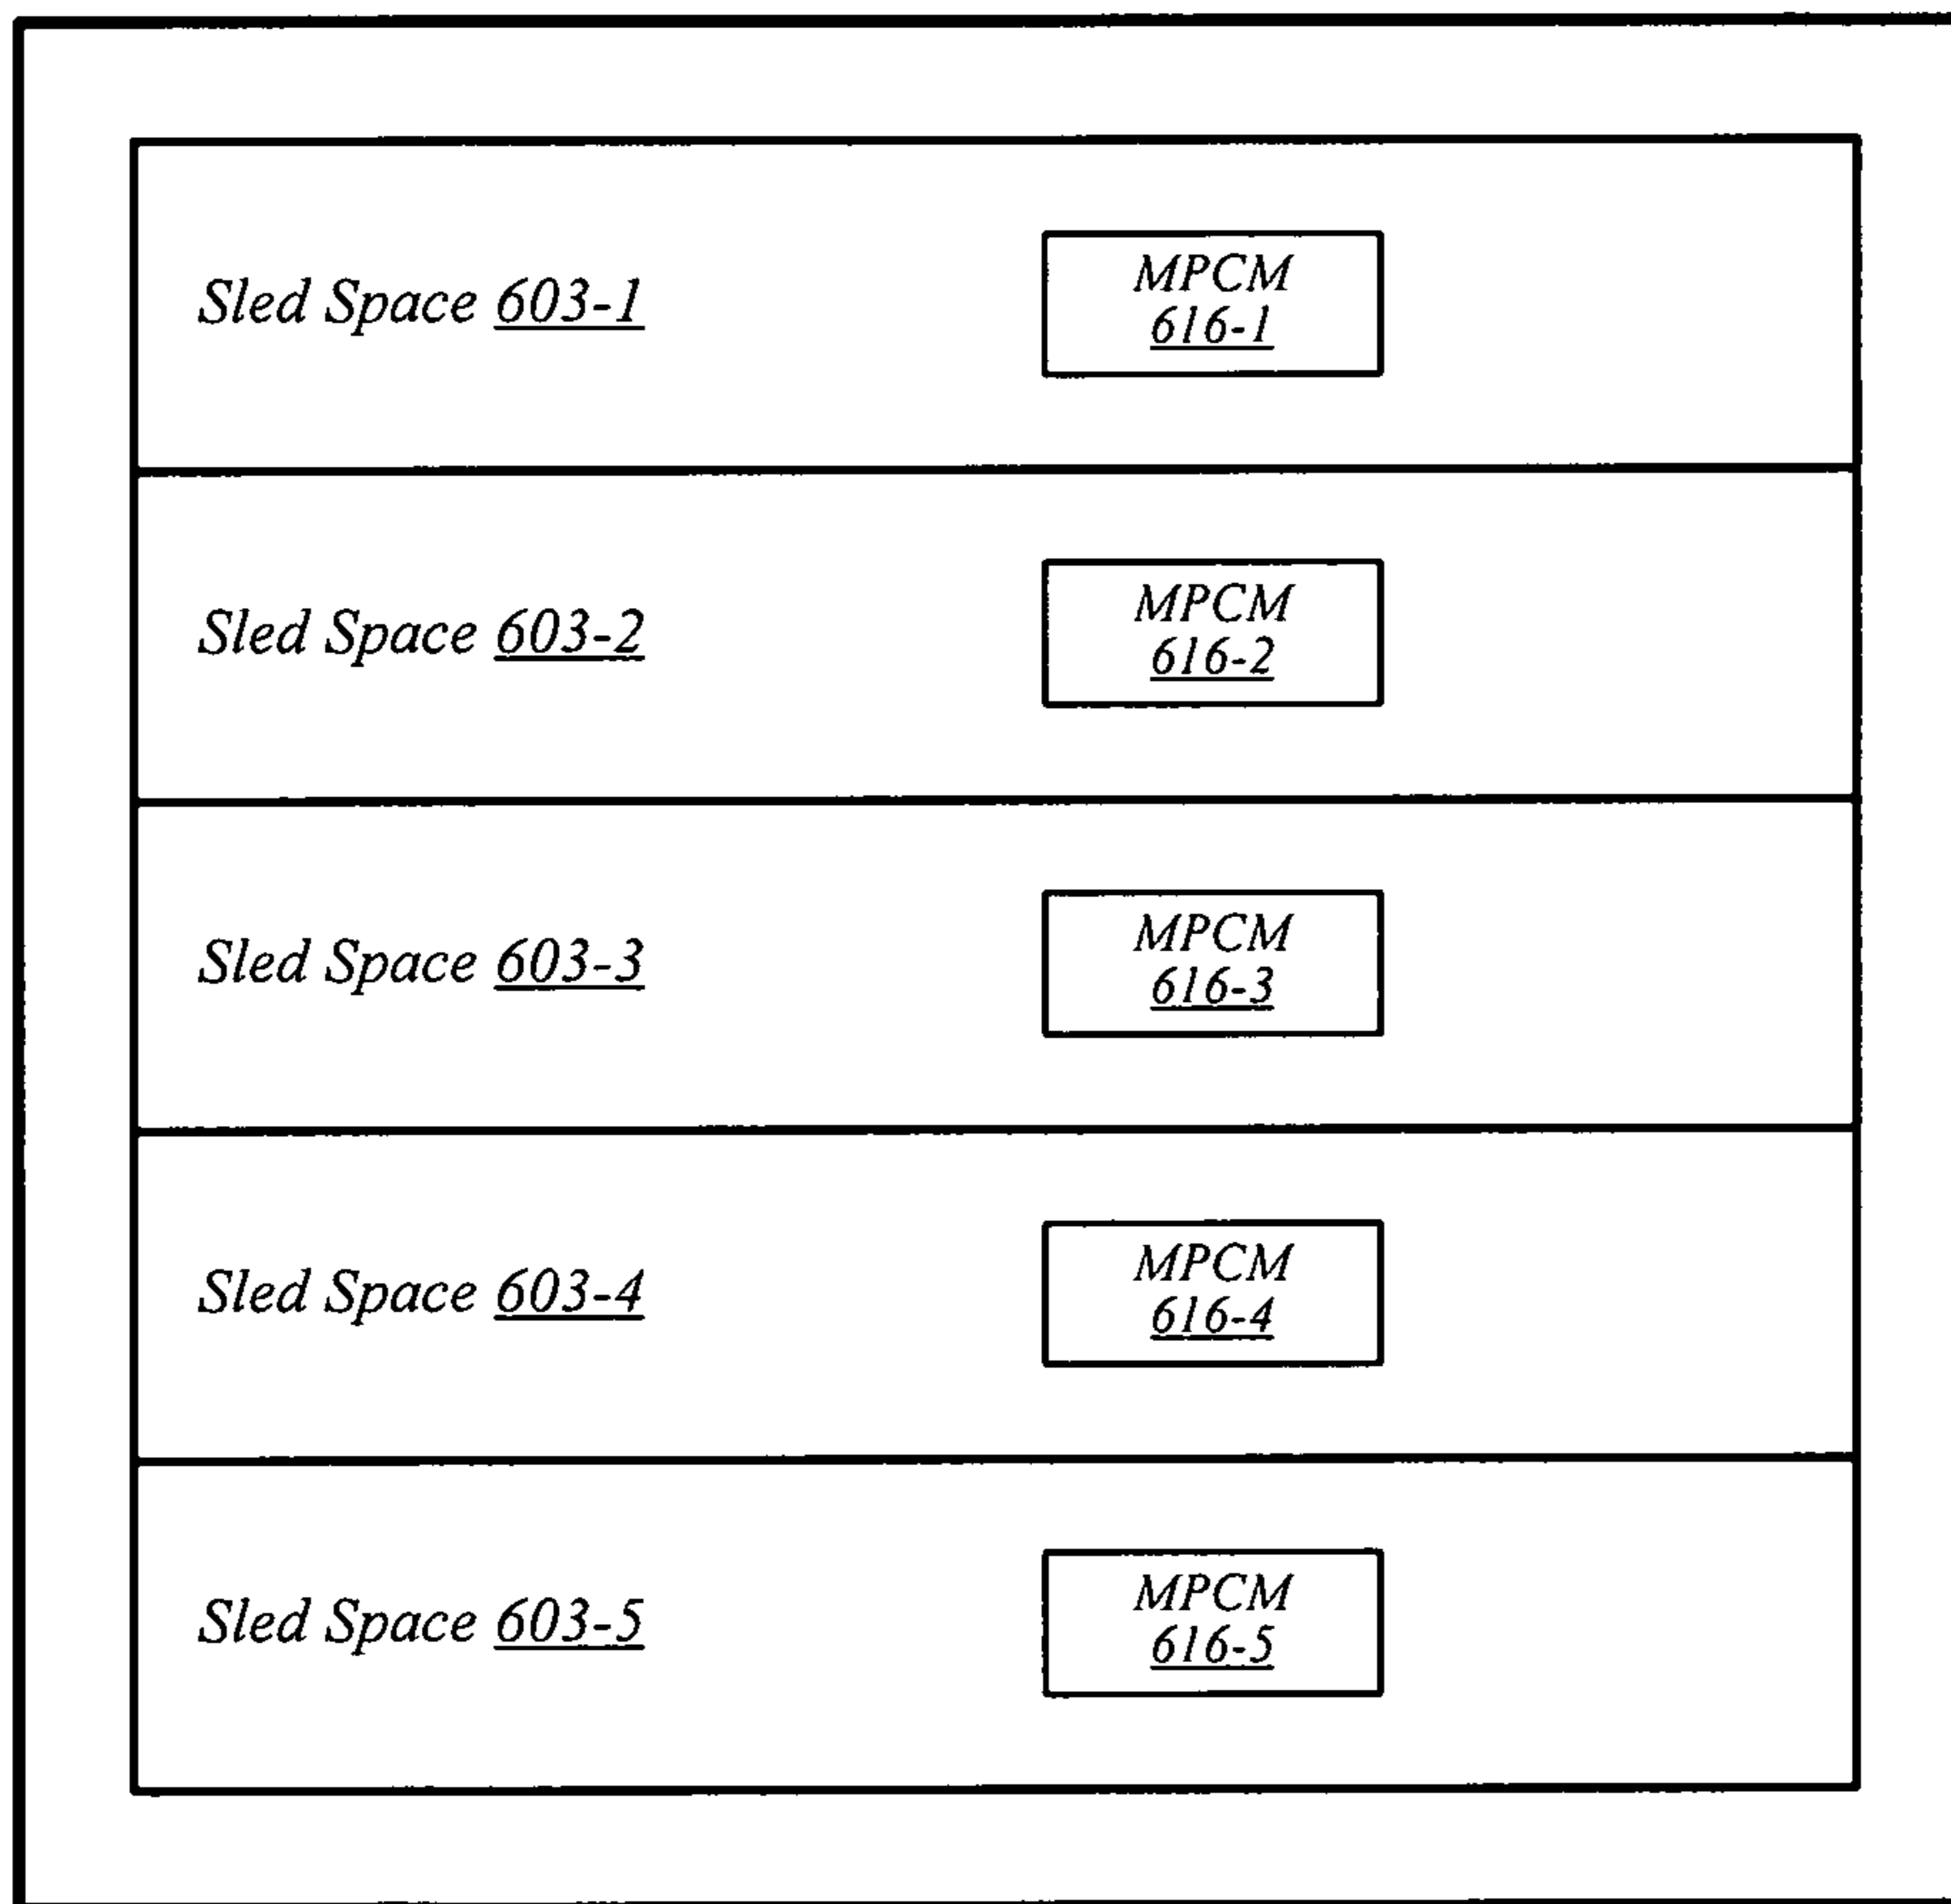 Sled Space 603-1
MPCM
616-1
Sled Space 603-2
MPCM
616-2
Sled Space 603-3
MPCM
616-3
Sled Space 603-4
MPCM
616-4
Sled Space 603-5
MPCM
616-5